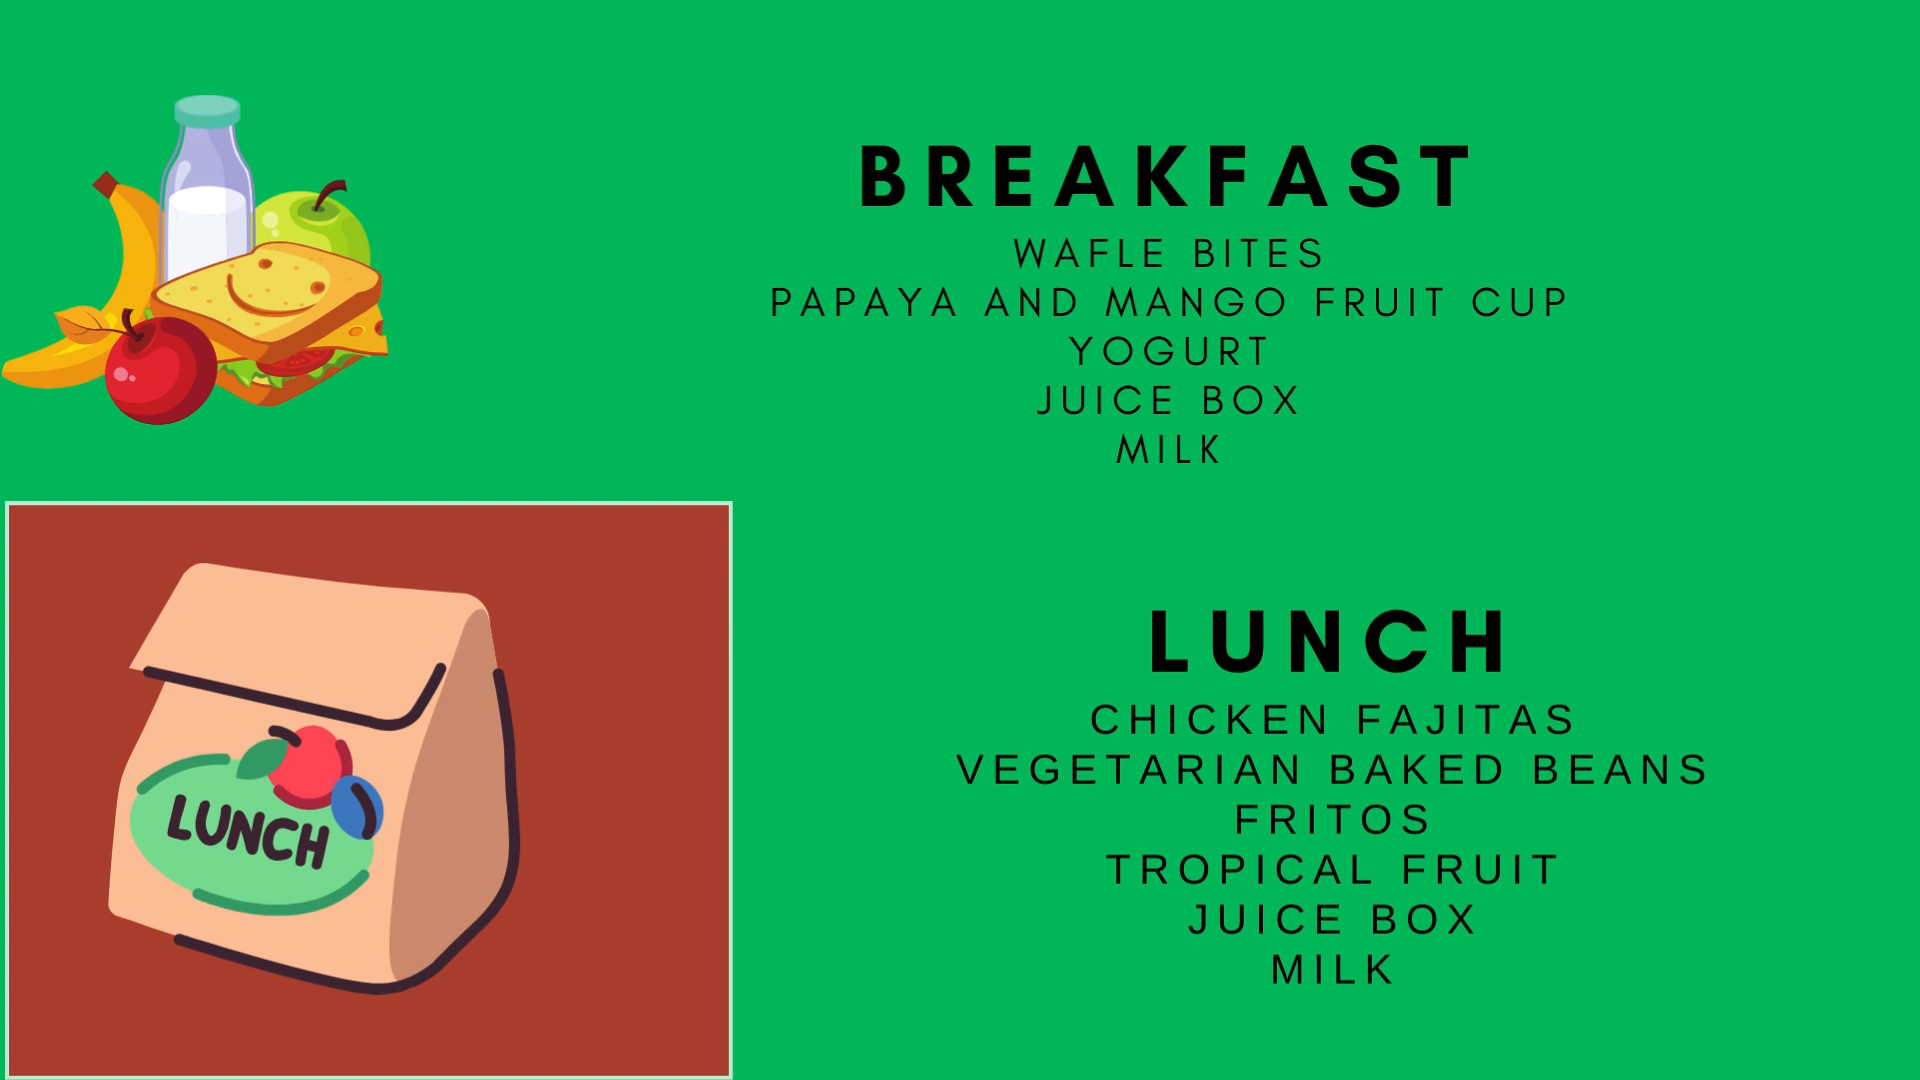 BREAKFAST
WAFLE BITES
PAPAYA AND MANGO FRUIT CUP
YOGURT
JUICE BOX
MILK
LUNCH
LUNCH
CHICKEN FAJITAS
VEGETARIAN BAKED BEANS
FRITOS
TROPICAL FRUIT
JUICE BOX
MILK